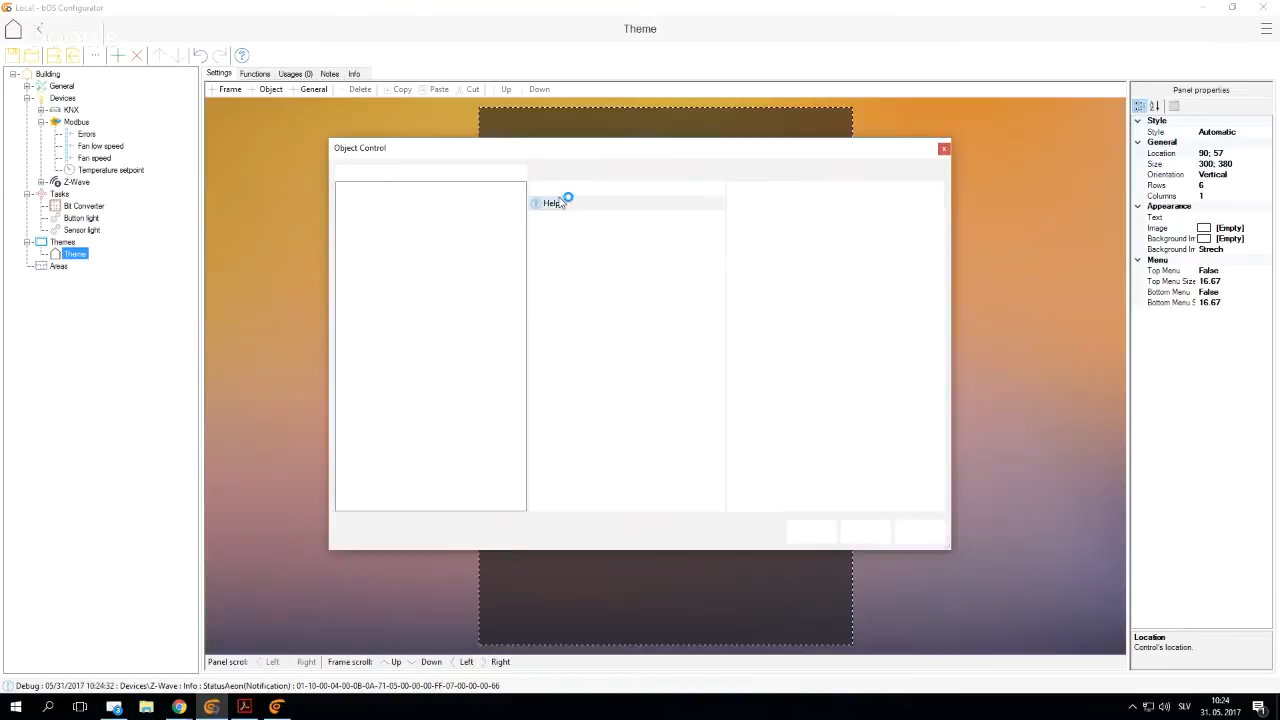 Local - bOS Configurator
Theme
Building
General
Devices
KNX
Modbus
Errors
Fan low speed
Fan speed
Temperature setpoint
Z-Wave
Tasks
Bit Converter
Button light
Sensor light
Themes
Theme
Areas
Settings Functions Usages (0) Notes Info
Frame Object General Delete Copy Paste Cut Up Down
Object Control
Help
Panel scrol: Left Right Frame scroll: Up Down Left Right
Panel properties
Style
Style Automatic
General
Location 90; 57
Size 300; 380
Orientation Vertical
Rows 6
Columns 1
Appearance
Text
Image [Empty]
Background Im [Empty]
Background Im Strech
Menu
Top Menu False
Top Menu Size 16.67
Bottom Menu False
Bottom Menu S 16.67
Location
Control's location.
Debug : 05/31/2017 10:24:32 : Devices\Z-Wave : Info : StatusAeon(Notification) : 01-10-00-04-00-0B-0A-71-05-00-00-00-FF-07-00-00-00-66
SLV
10:24
31. 05. 2017